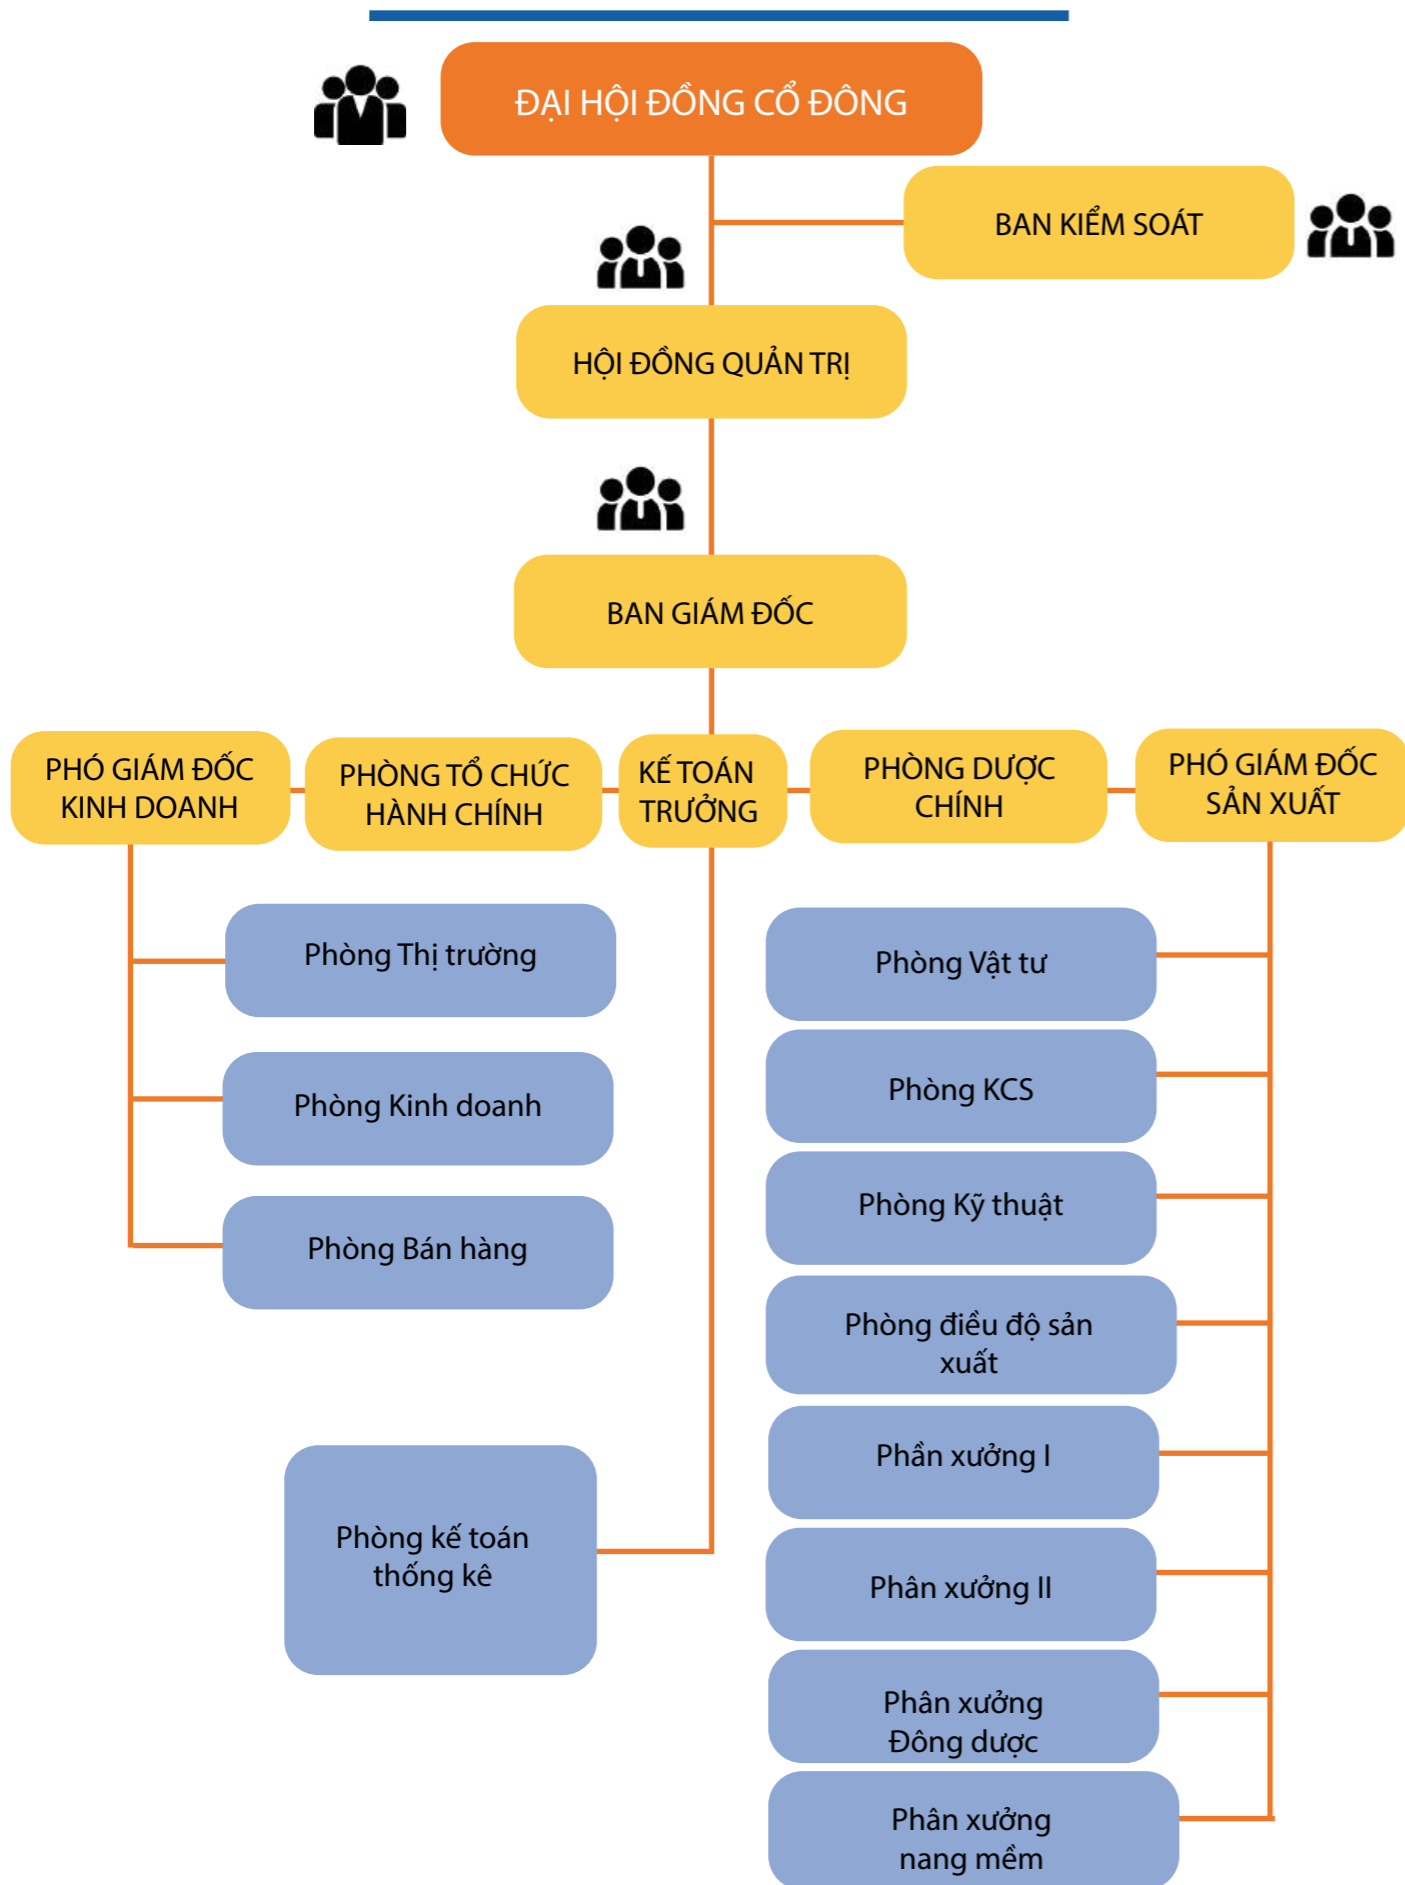 ĐẠI HỘI ĐỒNG CỔ ĐÔNG
BAN KIỂM SOÁT
HỘI ĐỒNG QUẢN TRỊ
BAN GIÁM ĐỐC
PHÓ GIÁM ĐỐC
KINH DOANH
PHÒNG TỔ CHỨC
HÀNH CHÍNH
KẾ TOÁN
TRƯỞNG
PHÒNG DƯỢC
CHÍNH
PHÓ GIÁM ĐỐC
SẢN XUẤT
Phòng Thị trường
Phòng Kinh doanh
Phòng Bán hàng
Phòng kế toán
thống kê
Phòng Vật tư
Phòng KCS
Phòng Kỹ thuật
Phòng điều độ sản
xuất
Phần xưởng I
Phân xưởng II
Phân xưởng
Đông dược
Phân xưởng
nang mềm